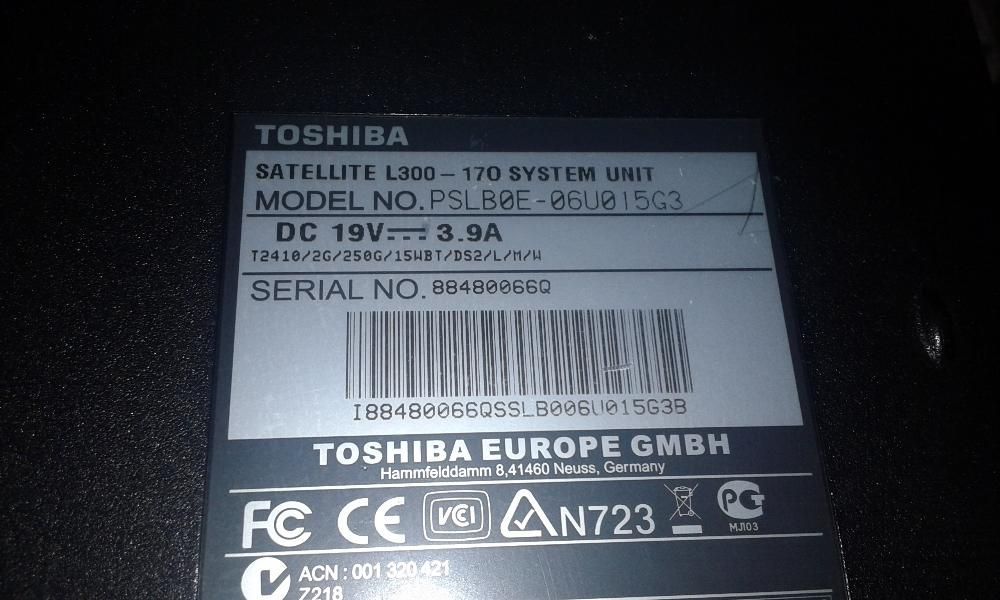 TOSHIBA
SATELLITE L300 – 170 SYSTEM UNIT
MODEL NO. PSLB0E-06U015G3
DC 19V 3.9A
T2410/2G/250G/15WBT/DS2/L/M/W
SERIAL NO. 88480066Q
I88480066QSSLB006U015G3B
TOSHIBA EUROPE GMBH
Hammfelddamm 8,41460 Neuss, Germany
FC CE VCI N723 PG
МЛ03
ACN : 001 320 421
Z218